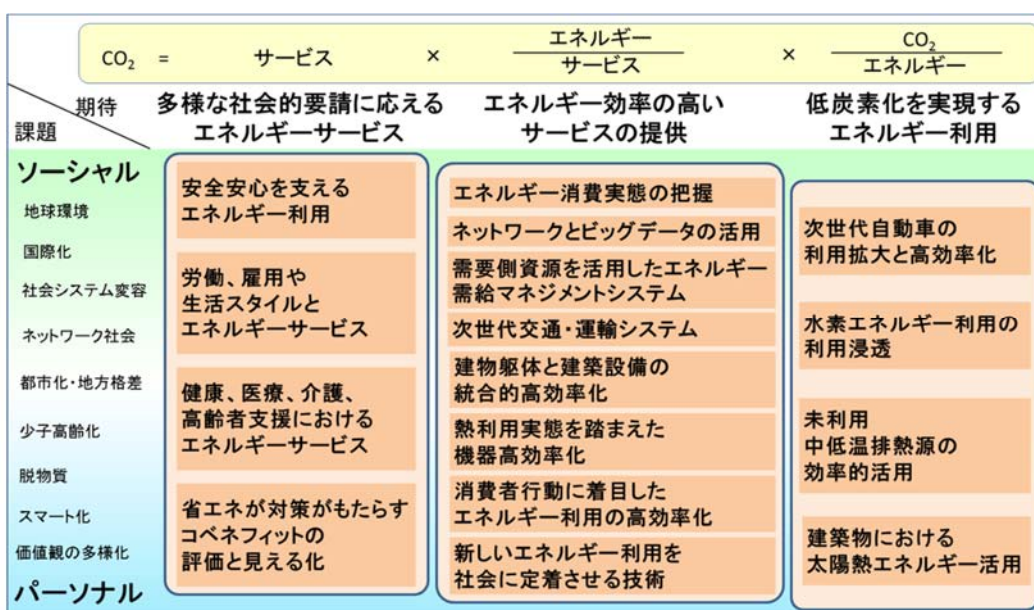 CO₂ = サービス × エネルギー/サービス × CO₂/エネルギー
期待
課題
多様な社会的要請に応える
エネルギーサービス
エネルギー効率の高い
サービスの提供
低炭素化を実現する
エネルギー利用
ソーシャル
地球環境
国際化
社会システム変容
ネットワーク社会
都市化・地方格差
少子高齢化
脱物質
スマート化
価値観の多様化
パーソナル
安全安心を支える
エネルギー利用
労働、雇用や
生活スタイルと
エネルギーサービス
健康、医療、介護、
高齢者支援における
エネルギーサービス
省エネが対策がもたらす
コベネフィットの
評価と見える化
エネルギー消費実態の把握
ネットワークとビッグデータの活用
需要側資源を活用したエネルギー
需給マネジメントシステム
次世代交通・運輸システム
建物躯体と建築設備の
統合的高効率化
熱利用実態を踏まえた
機器高効率化
消費者行動に着目した
エネルギー利用の高効率化
新しいエネルギー利用を
社会に定着させる技術
次世代自動車の
利用拡大と高効率化
水素エネルギー利用の
利用浸透
未利用
中低温排熱源の
効率的活用
建築物における
太陽熱エネルギー活用